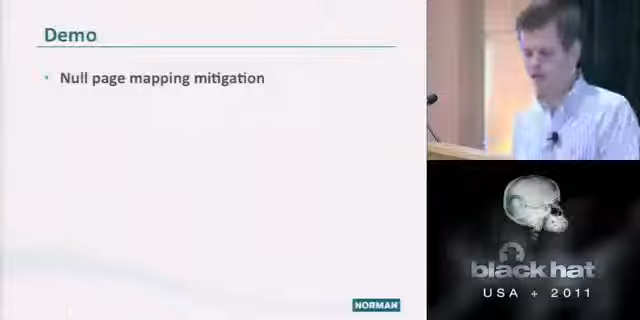 Demo
• Null page mapping mitigation
NORMAN
black hat
USA + 2011